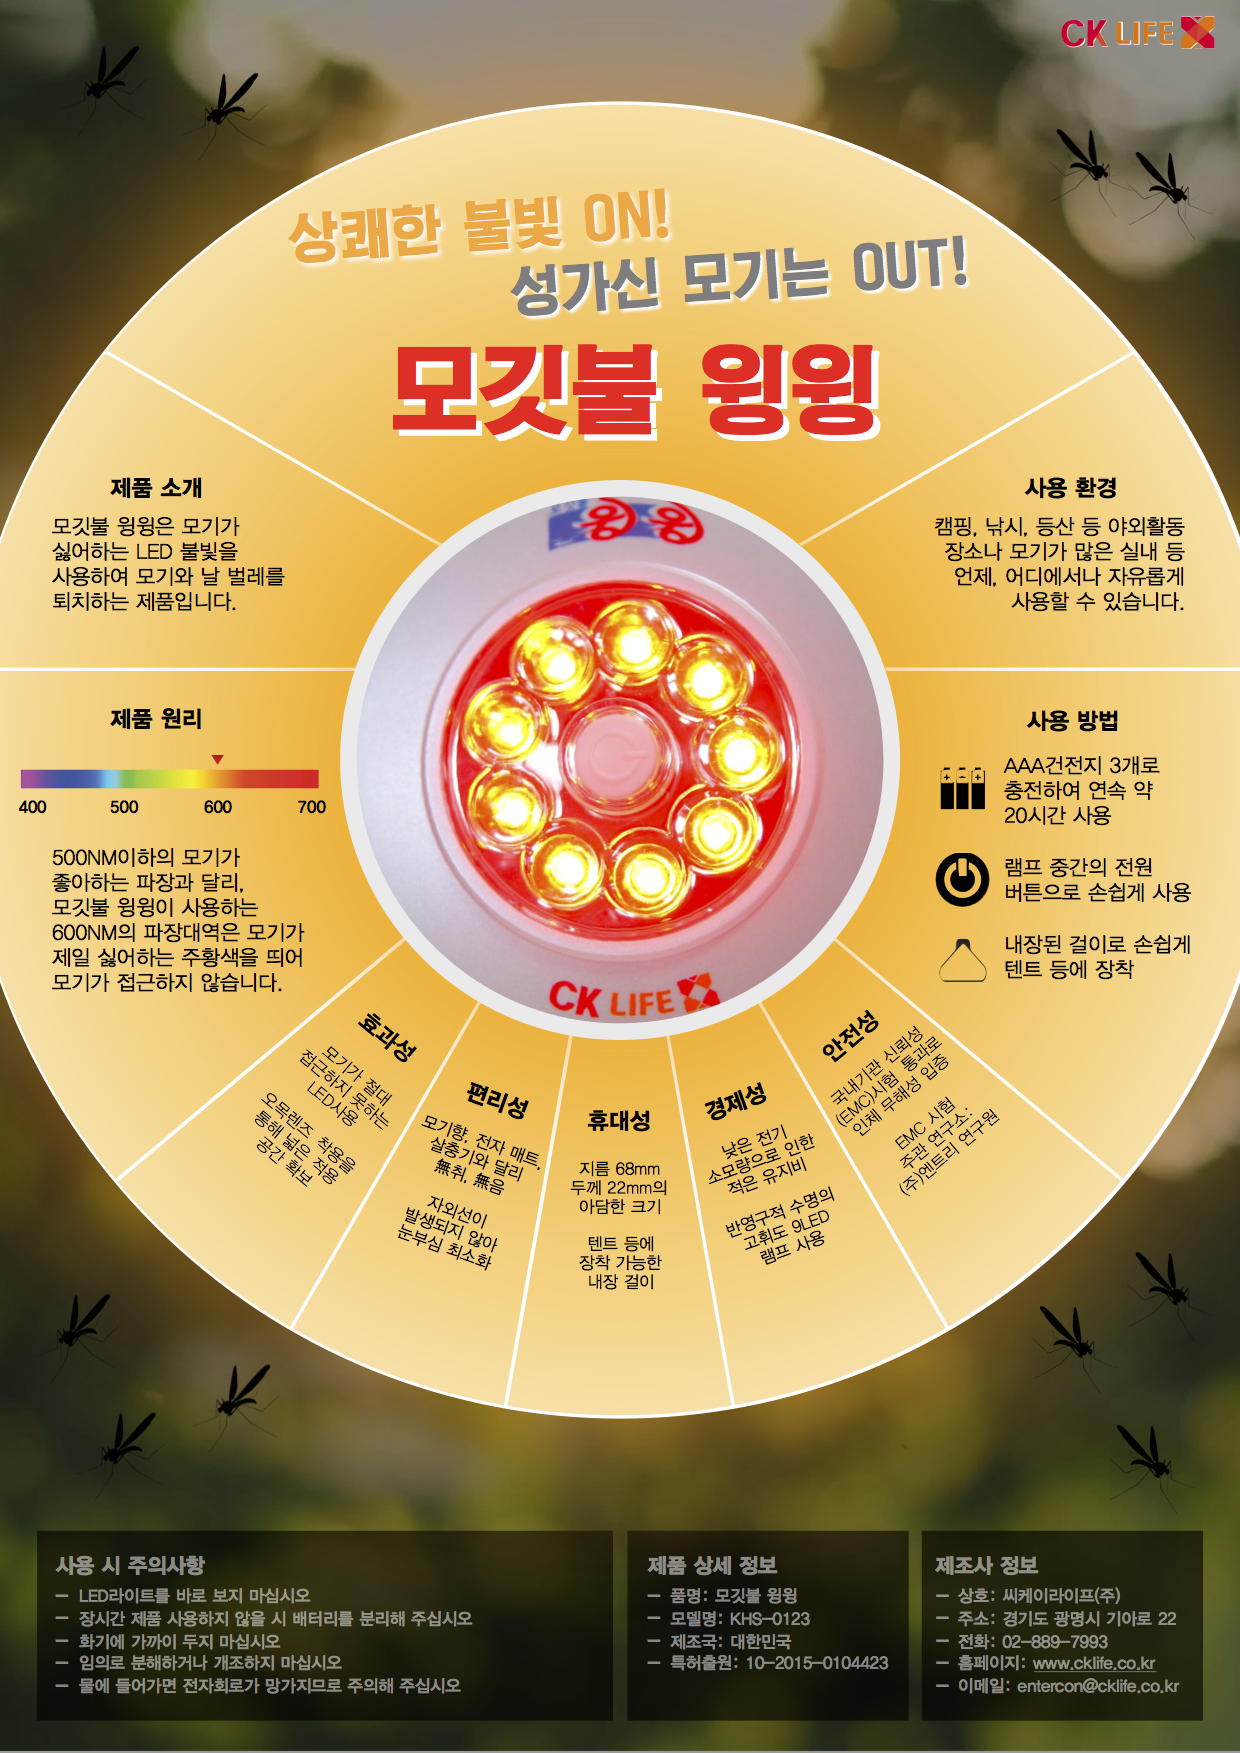 CK LIFE
상쾌한 불빛 ON!
성가신 모기는 OUT!
모깃불 윙윙
제품 소개
모깃불 윙윙은 모기가
싫어하는 LED 불빛을
사용하여 모기와 날 벌레를
퇴치하는 제품입니다.
사용 환경
캠핑, 낚시, 등산 등 야외활동
장소나 모기가 많은 실내 등
언제, 어디에서나 자유롭게
사용할 수 있습니다.
윙윙
CK LIFE
제품 원리
400 500 600 700
500NM이하의 모기가
좋아하는 파장과 달리,
모깃불 윙윙이 사용하는
600NM의 파장대역은 모기가
제일 싫어하는 주황색을 띄어
모기가 접근하지 않습니다.
사용 방법
AAA건전지 3개로
충전하여 연속 약
20시간 사용
램프 중간의 전원
버튼으로 손쉽게 사용
내장된 걸이로 손쉽게
텐트 등에 장착
효과성
모기가 절대
접근하지 못하는
LED사용
오목렌즈 착용을
통해 넓은 적용
공간 확보
편리성
모기향, 전자 매트,
살충기와 달리
無취, 無음
자외선이
발생되지 않아
눈부심 최소화
휴대성
지름 68mm
두께 22mm의
아담한 크기
텐트 등에
장착 가능한
내장 걸이
경제성
낮은 전기
소모량으로 인한
적은 유지비
반영구적 수명의
고휘도 9LED
램프 사용
안전성
국내기관 신뢰성
(EMC)시험 통과로
인체 무해성 입증
EMC 시험
주관 연구소:
(주)엔트리 연구원
사용 시 주의사항
– LED라이트를 바로 보지 마십시오
– 장시간 제품 사용하지 않을 시 배터리를 분리해 주십시오
– 화기에 가까이 두지 마십시오
– 임의로 분해하거나 개조하지 마십시오
– 물에 들어가면 전자회로가 망가지므로 주의해 주십시오
제품 상세 정보
– 품명: 모깃불 윙윙
– 모델명: KHS–0123
– 제조국: 대한민국
– 특허출원: 10–2015–0104423
제조사 정보
– 상호: 씨케이라이프(주)
– 주소: 경기도 광명시 기아로 22
– 전화: 02–889–7993
– 홈페이지: www.cklife.co.kr
– 이메일: entercon@cklife.co.kr